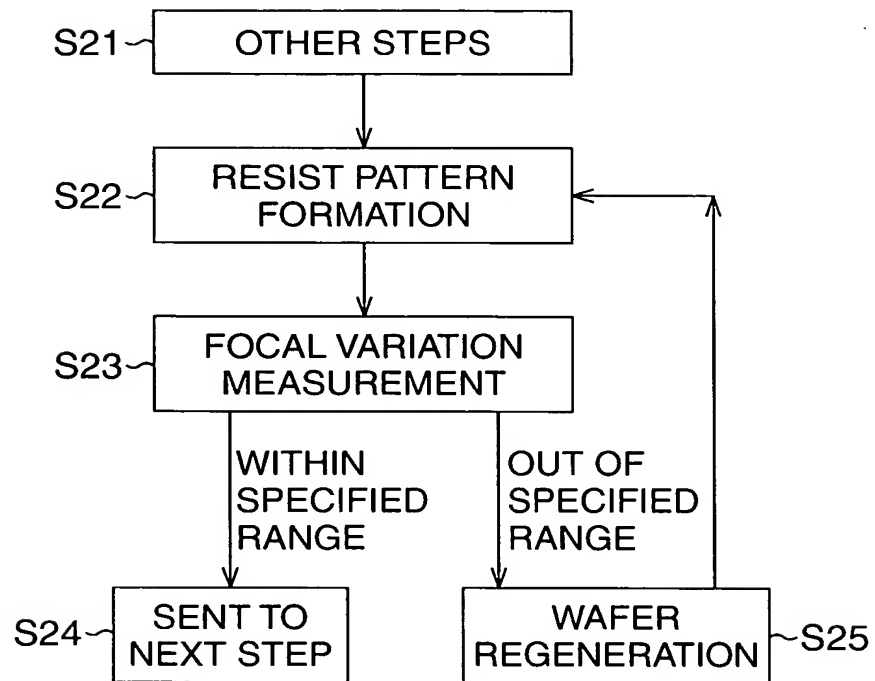 S21
OTHER STEPS
S22
RESIST PATTERN
FORMATION
S23
FOCAL VARIATION
MEASUREMENT
WITHIN
SPECIFIED
RANGE
OUT OF
SPECIFIED
RANGE
S24
SENT TO
NEXT STEP
WAFER
REGENERATION
S25